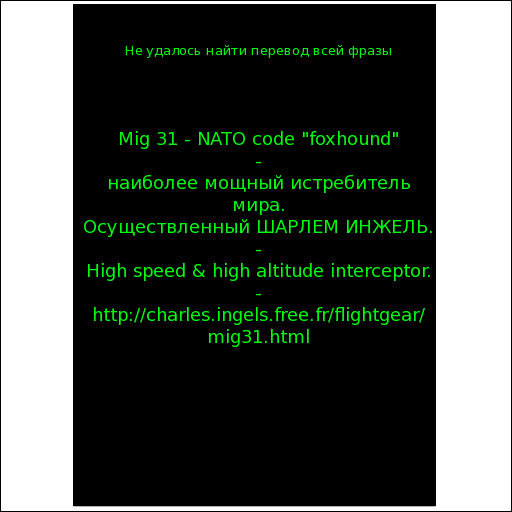 Не удалось найти перевод всей фразы
Mig 31 - NATO code "foxhound"
-
наиболее мощный истребитель
мира.
Осуществленный ШАРЛЕМ ИНЖЕЛЬ.
-
High speed & high altitude interceptor.
-
http://charles.ingels.free.fr/flightgear/
mig31.html